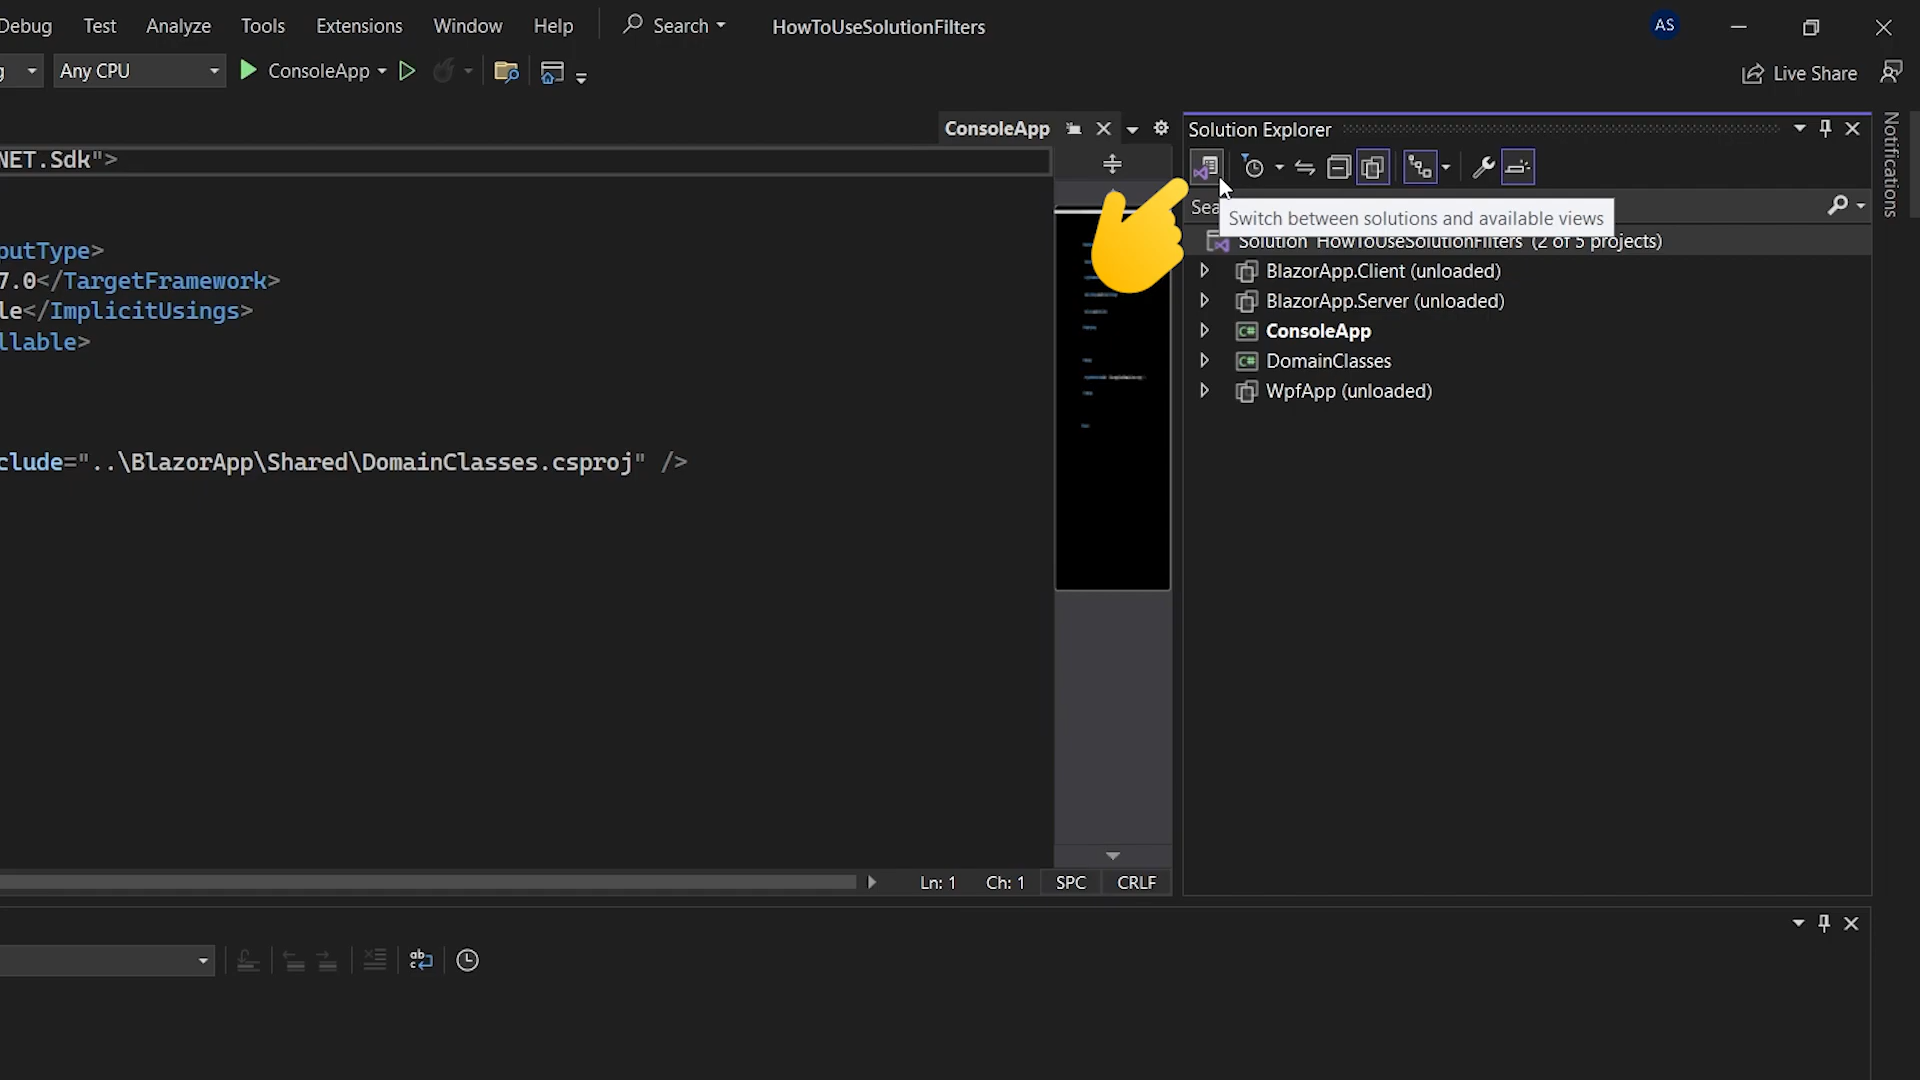 Debug Test Analyze Tools Extensions Window Help Search HowToUseSolutionFilters AS
g Any CPU ConsoleApp Live Share
ConsoleApp
NET.Sdk">
putType>
7.0</TargetFramework>
le</ImplicitUsings>
llable>
clude="..\BlazorApp\Shared\DomainClasses.csproj" />
Ln: 1 Ch: 1 SPC CRLF
Solution Explorer
Sea
Switch between solutions and available views
Solution 'HowToUseSolutionFilters' (2 of 5 projects)
BlazorApp.Client (unloaded)
BlazorApp.Server (unloaded)
C# ConsoleApp
C# DomainClasses
WpfApp (unloaded)
Notifications